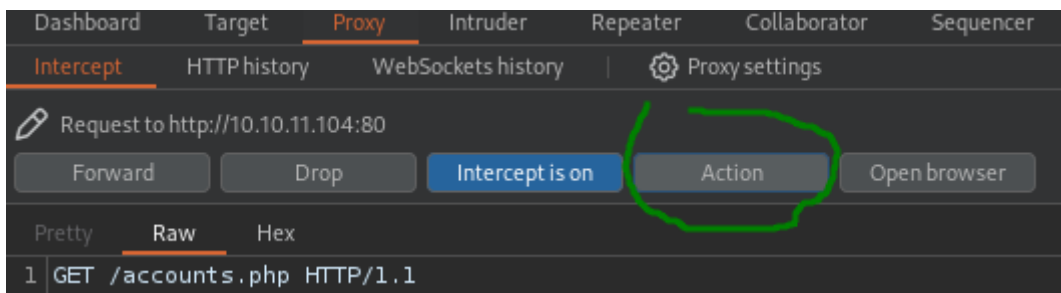 Dashboard Target Proxy Intruder Repeater Collaborator Sequencer
Intercept HTTP history WebSockets history Proxy settings
Request to http://10.10.11.104:80
Forward Drop Intercept is on Action Open browser
Pretty Raw Hex
1 GET /accounts.php HTTP/1.1